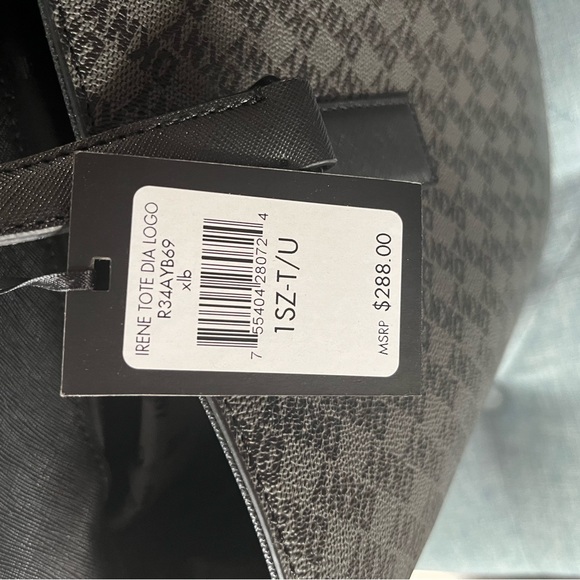 IRENE TOTE DIA LOGO
R34AYB69
xlb
7 55404 28072 4
1SZ-T/U
MSRP $288.00